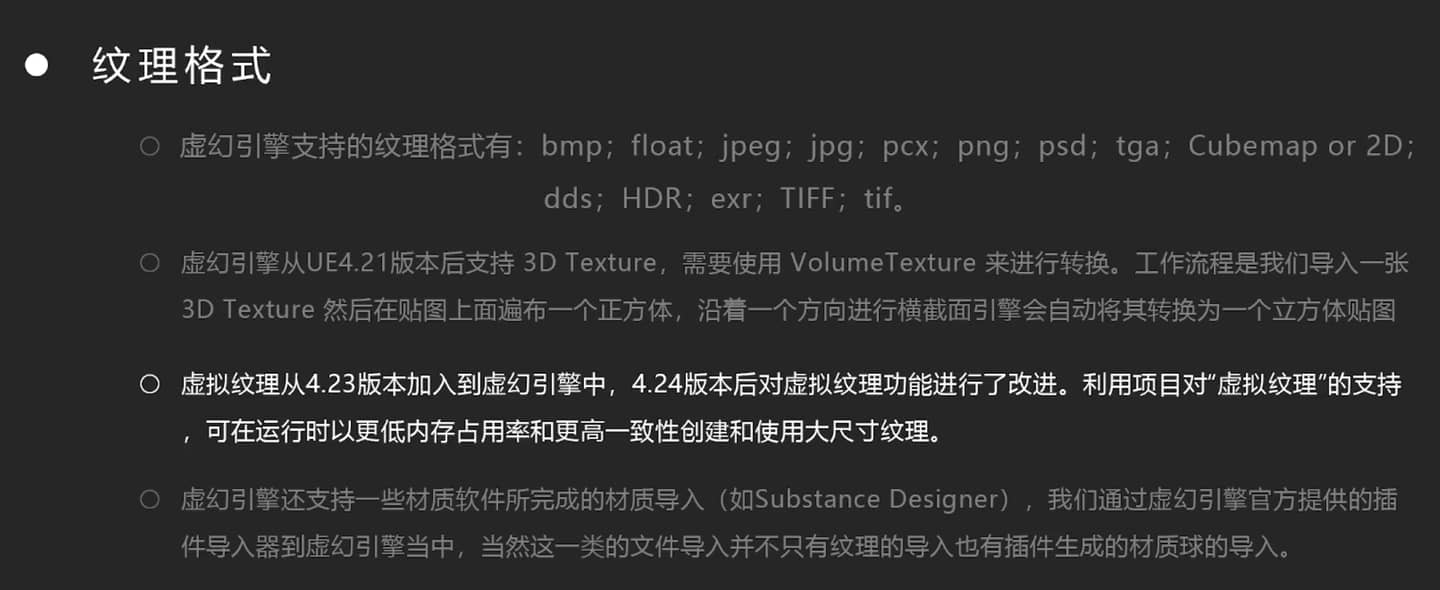 纹理格式
虚幻引擎支持的纹理格式有：bmp；float；jpeg；jpg；pcx；png；psd；tga；Cubemap or 2D；
dds；HDR；exr；TIFF；tif。
虚幻引擎从UE4.21版本后支持 3D Texture，需要使用 VolumeTexture 来进行转换。工作流程是我们导入一张
3D Texture 然后在贴图上面遍布一个正方体，沿着一个方向进行横截面引擎会自动将其转换为一个立方体贴图
虚拟纹理从4.23版本加入到虚幻引擎中，4.24版本后对虚拟纹理功能进行了改进。利用项目对“虚拟纹理”的支持
，可在运行时以更低内存占用率和更高一致性创建和使用大尺寸纹理。
虚幻引擎还支持一些材质软件所完成的材质导入（如Substance Designer），我们通过虚幻引擎官方提供的插
件导入器到虚幻引擎当中，当然这一类的文件导入并不只有纹理的导入也有插件生成的材质球的导入。